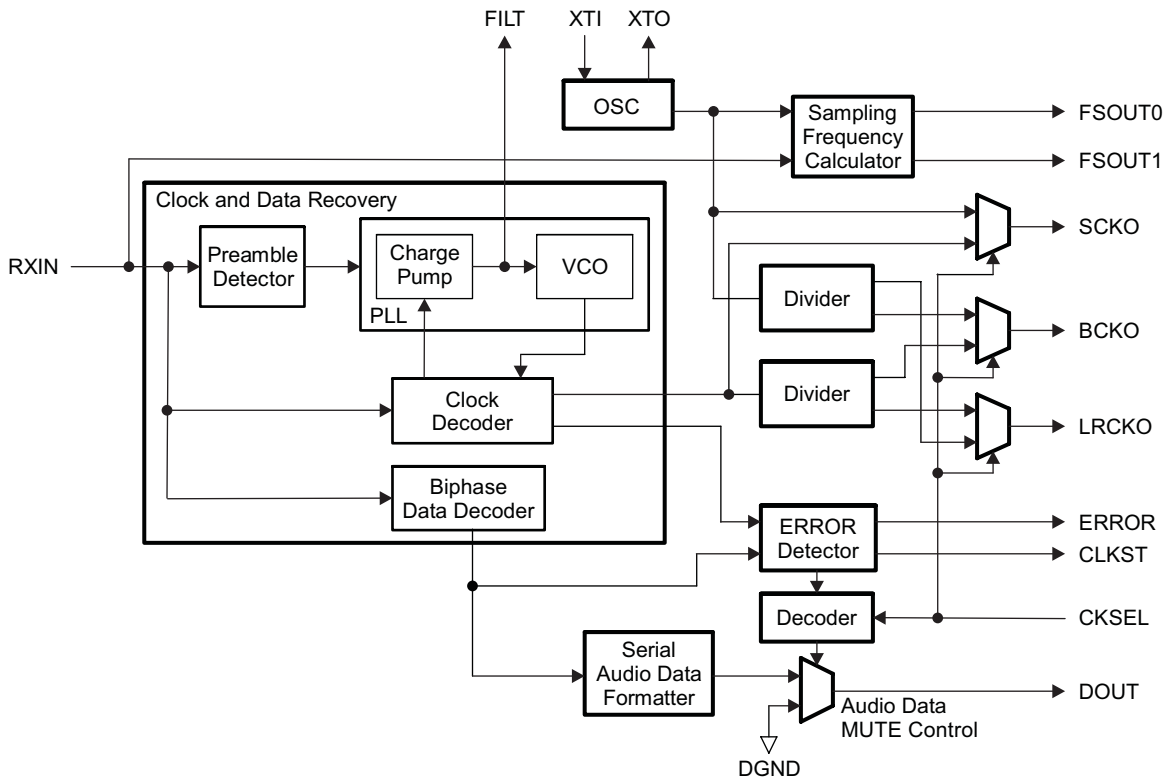 FILT XTI XTO
OSC
Sampling
Frequency
Calculator
FSOUT0
FSOUT1
Clock and Data Recovery
RXIN
Preamble
Detector
Charge
Pump
VCO
PLL
SCKO
Divider
BCKO
Clock
Decoder
Divider
LRCKO
Biphase
Data Decoder
ERROR
Detector
ERROR
CLKST
Decoder
CKSEL
Serial
Audio Data
Formatter
DOUT
Audio Data
MUTE Control
DGND